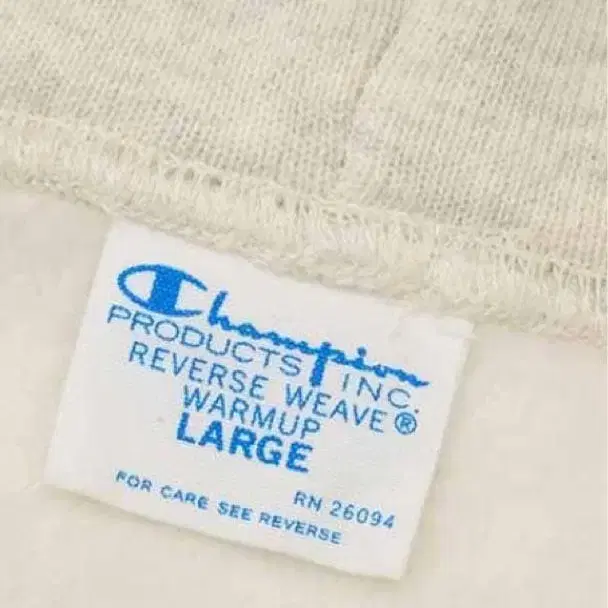 Champion
PRODUCTS INC.
REVERSE WEAVE®
WARMUP
LARGE
RN 26094
FOR CARE SEE REVERSE